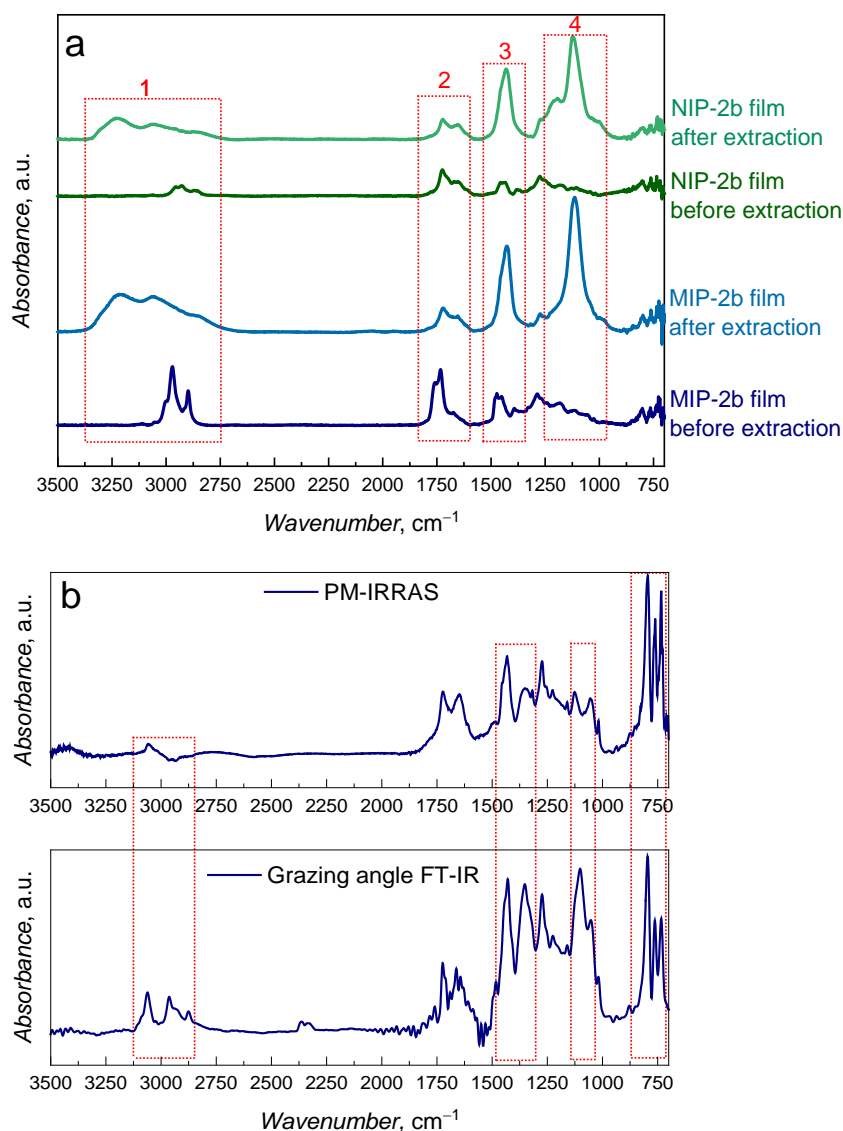 a
1
2
3
4
NIP-2b film
after extraction
NIP-2b film
before extraction
MIP-2b film
after extraction
MIP-2b film
before extraction
Absorbance, a.u.
3500 3250 3000 2750 2500 2250 2000 1750 1500 1250 1000 750
Wavenumber, cm⁻¹
b
PM-IRRAS
Absorbance, a.u.
3500 3250 3000 2750 2500 2250 2000 1750 1500 1250 1000 750
Grazing angle FT-IR
Absorbance, a.u.
3500 3250 3000 2750 2500 2250 2000 1750 1500 1250 1000 750
Wavenumber, cm⁻¹